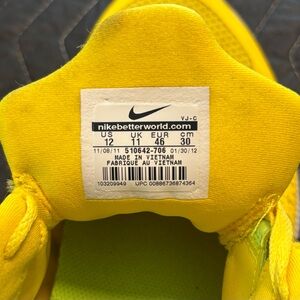 VJ-C
nikebetterworld.com
US UK EUR cm
12 11 46 30
11/08/11 510642-706 01/30/12
MADE IN VIETNAM
FABRIQUE AU VIETNAM
103209949 UPC 00886736874364